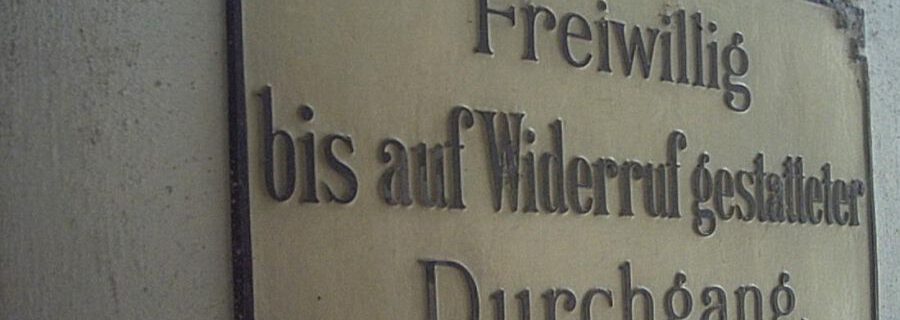 Freiwillig
bis auf Widerruf gestatteter
Durchgang.